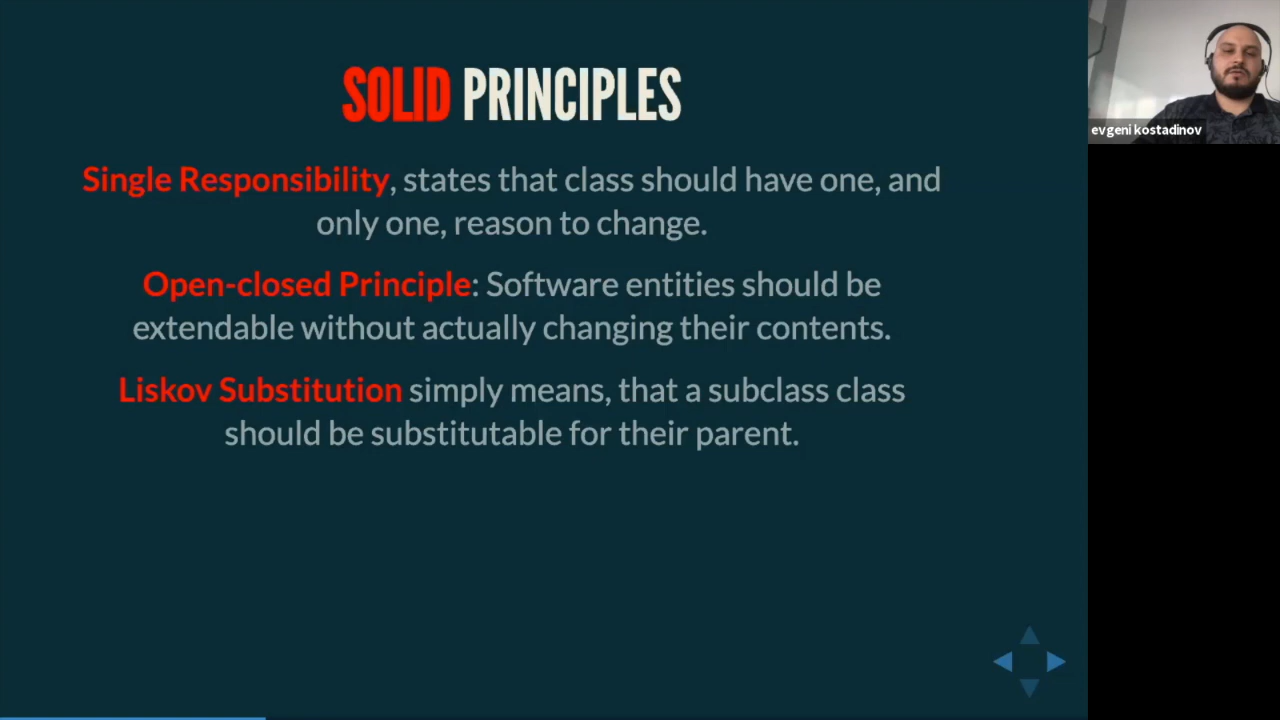 SOLID PRINCIPLES
Single Responsibility, states that class should have one, and
only one, reason to change.
Open-closed Principle: Software entities should be
extendable without actually changing their contents.
Liskov Substitution simply means, that a subclass class
should be substitutable for their parent.
evgeni kostadinov